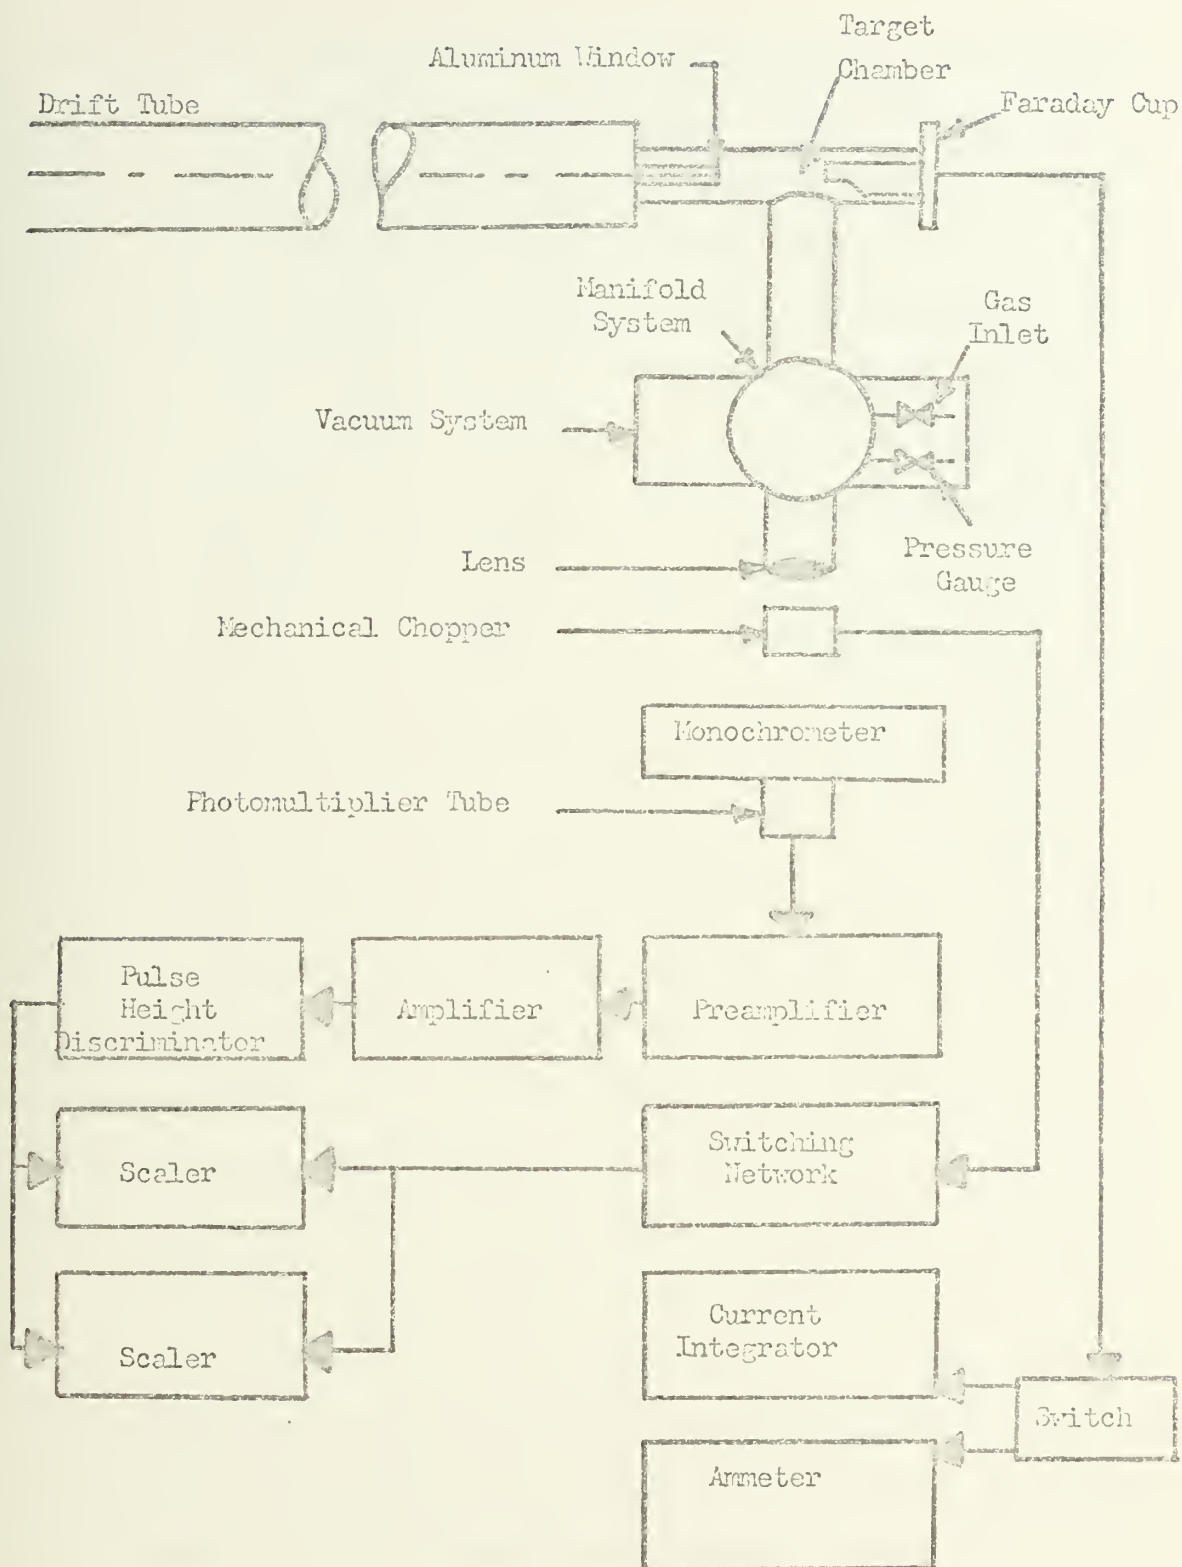 Target
Chamber
Aluminum Window
Drift Tube
Faraday Cup
Manifold
System
Gas
Inlet
Vacuum System
Lens
Pressure
Gauge
Mechanical Chopper
Monochrometer
Photomultiplier Tube
Pulse
Height
Discriminator
Amplifier
Preamplifier
Switching
Network
Scaler
Current
Integrator
Scaler
Switch
Ammeter